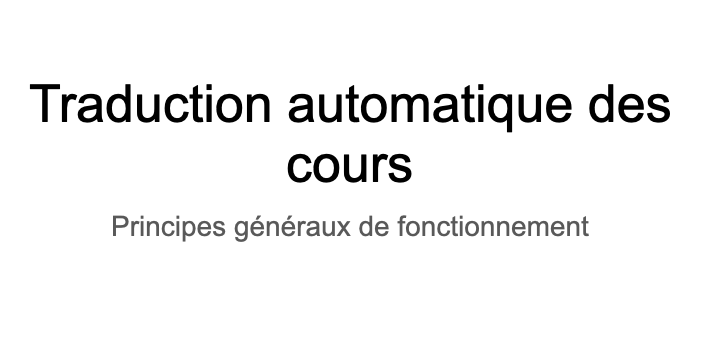 Traduction automatique des
cours
Principes généraux de fonctionnement